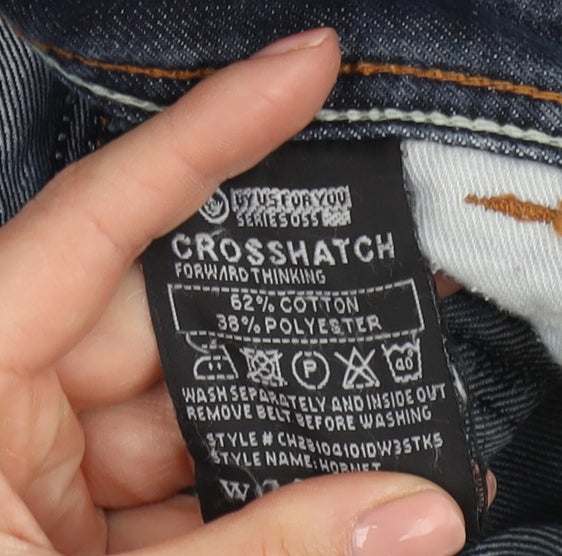 BY US FOR YOU
SERIES 055
CROSSHATCH
FORWARD THINKING
62% COTTON
38% POLYESTER
P
40
WASH SEPARATELY AND INSIDE OUT
REMOVE BELT BEFORE WASHING
STYLE # CH2B104101DW35TKS
STYLE NAME: HORNET